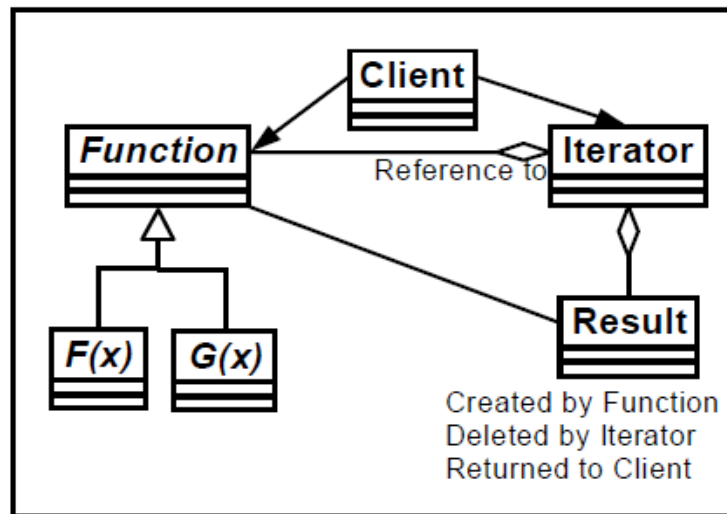 Client
Function
Iterator
Reference to
F(x)
G(x)
Result
Created by Function
Deleted by Iterator
Returned to Client